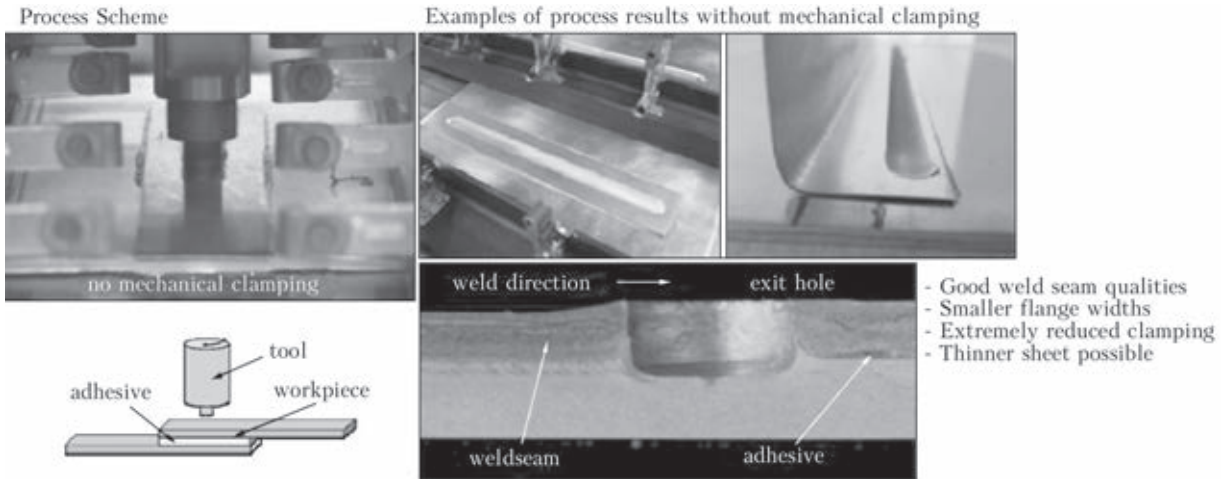 Process Scheme
Examples of process results without mechanical clamping
no mechanical clamping
tool
adhesive
workpiece
weld direction
exit hole
weldseam
adhesive
- Good weld seam qualities
- Smaller flange widths
- Extremely reduced clamping
- Thinner sheet possible